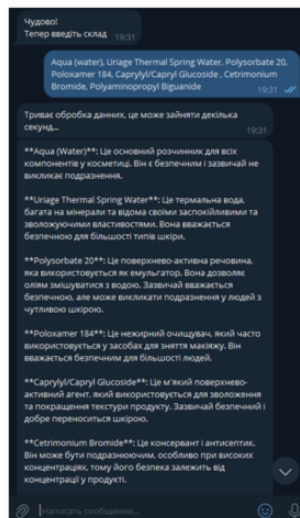 Чудово!
Тепер введіть склад 19:31
Aqua (water), Uriage Thermal Spring Water, Polysorbate 20,
Poloxamer 184, Caprylyl/Capryl Glucoside , Cetrimonium
Bromide, Polyaminopropyl Biguanide
19:31
Триває обробка данних, це може зайняти декілька
секунд... 19:31
**Aqua (Water)**: Це основний розчинник для всіх
компонентів у косметиці. Він є безпечним і зазвичай не
викликає подразнення.
**Uriage Thermal Spring Water**: Це термальна вода,
багата на мінерали та відома своїми заспокійливими та
зволожуючими властивостями. Вона вважається
безпечною для більшості типів шкіри.
**Polysorbate 20**: Це поверхнево-активна речовина,
яка використовується як емульгатор. Вона дозволяє
оліям змішуватися з водою. Зазвичай вважається
безпечною, але може викликати подразнення у людей з
чутливою шкірою.
**Poloxamer 184**: Це нежирний очищувач, який часто
використовується у засобах для зняття макіяжу. Він
вважається безпечним для більшості людей.
**Caprylyl/Capryl Glucoside**: Це м'який поверхнево-
активний агент, який використовується для зволоження
та покращення текстури продукту. Зазвичай безпечний і
добре переноситься шкірою.
**Cetrimonium Bromide**: Це консервант і антисептик.
Він може бути подразнюючим, особливо при високих
концентраціях, тому його безпека залежить від
концентрації у продукті.
Написать сообщение...